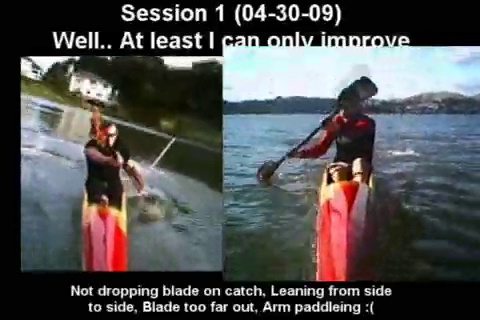 Session 1 (04-30-09)
Well.. At least I can only improve
Not dropping blade on catch, Leaning from side
to side, Blade too far out, Arm paddleing :(